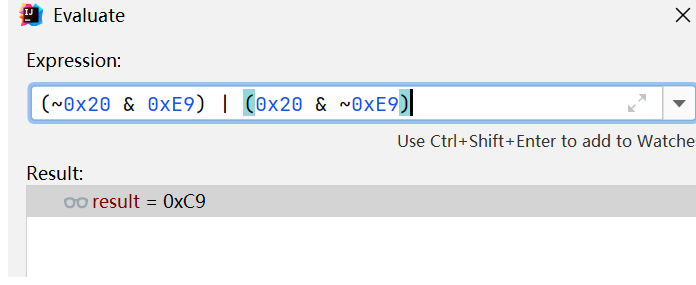 Evaluate
Expression:
(~0x20 & 0xE9) | (0x20 & ~0xE9)
Use Ctrl+Shift+Enter to add to Watche
Result:
result = 0xC9